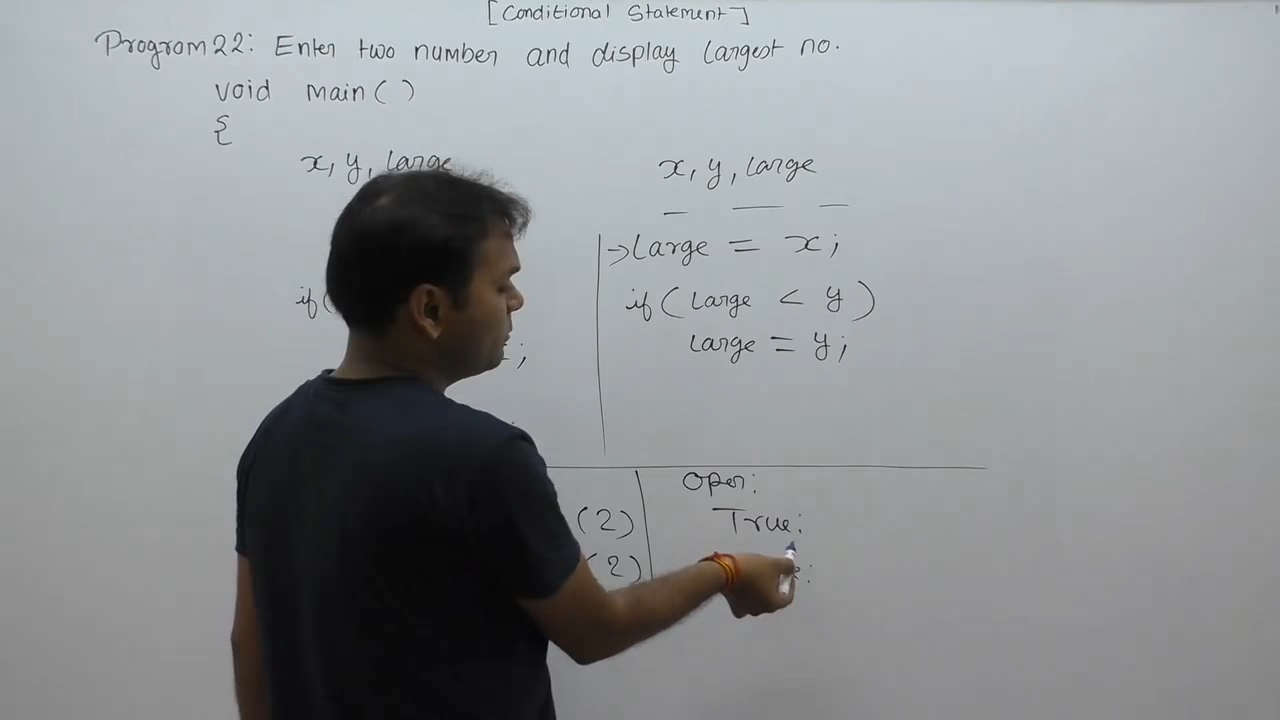 [Conditional Statement]
Program 22: Enter two number and display largest no.
void main( )
{
x, y, large
if(
;
x, y, large
→ large = x;
if( large < y )
large = y;
(2)
(2)
Oper:
True:
: